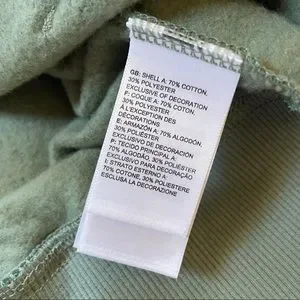 GB: SHELL A: 70% COTTON,
30% POLYESTER
EXCLUSIVE OF DECORATION
F: COQUE A: 70% COTON,
30% POLYESTER
À L'EXCEPTION DES
DÉCORATIONS
E: ARMAZÓN A: 70% ALGODÓN,
30% POLIÉSTER
EXCLUSIVO DE DECORACIÓN
P: TECIDO PRINCIPAL A:
70% ALGODÃO, 30% POLIÉSTER
EXCLUSIVO PARA DECORAÇÃO
I: STRATO ESTERNO A:
70% COTONE, 30% POLIESTERE
ESCLUSA LA DECORAZIONE